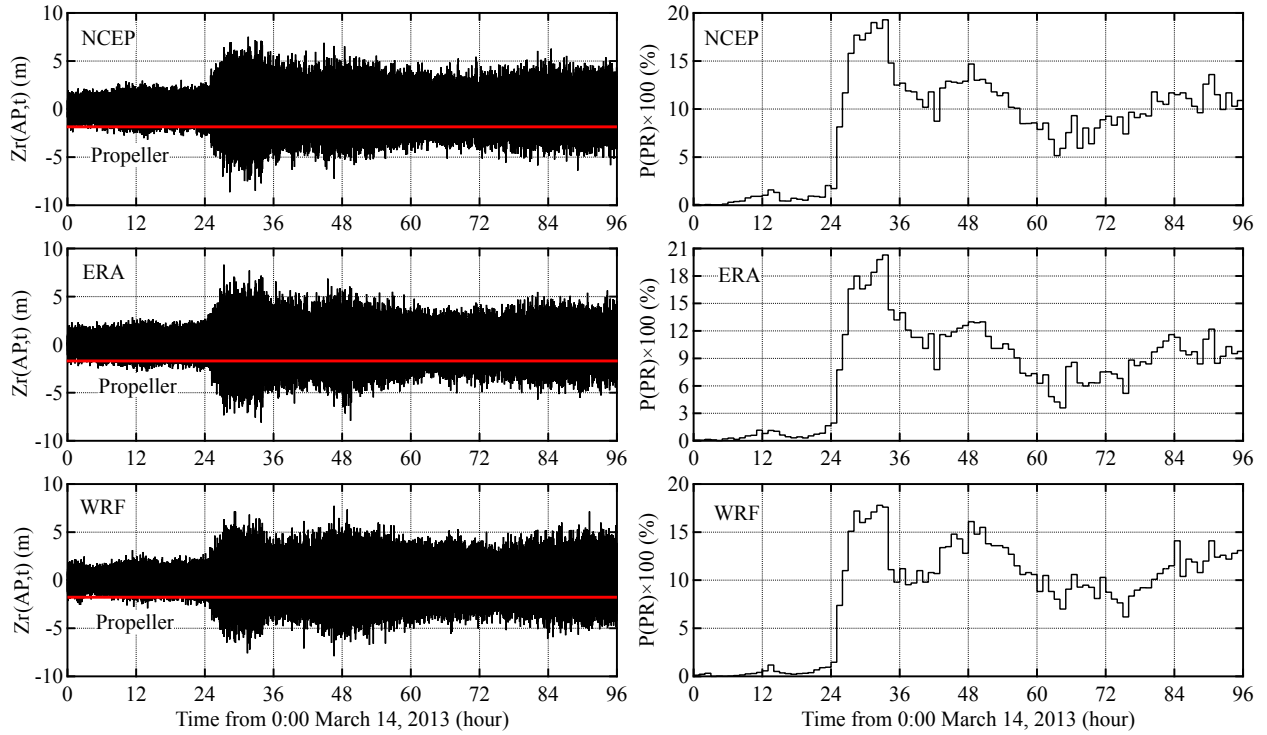 10
5
0
-5
-10
Zr(AP,t) (m)
NCEP
Propeller
0 12 24 36 48 60 72 84 96
20
15
10
5
0
P(PR)×100 (%)
NCEP
0 12 24 36 48 60 72 84 96
10
5
0
-5
-10
Zr(AP,t) (m)
ERA
Propeller
0 12 24 36 48 60 72 84 96
21
18
15
12
9
6
3
0
P(PR)×100 (%)
ERA
0 12 24 36 48 60 72 84 96
10
5
0
-5
-10
Zr(AP,t) (m)
WRF
Propeller
0 12 24 36 48 60 72 84 96
Time from 0:00 March 14, 2013 (hour)
20
15
10
5
0
P(PR)×100 (%)
WRF
0 12 24 36 48 60 72 84 96
Time from 0:00 March 14, 2013 (hour)